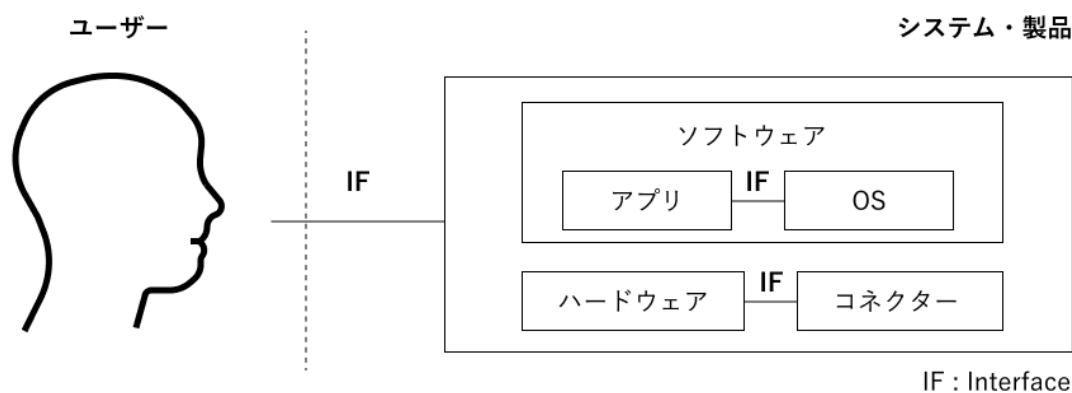 ユーザー
システム・製品
ソフトウェア
IF
アプリ
IF
OS
ハードウェア
IF
コネクター
IF : Interface